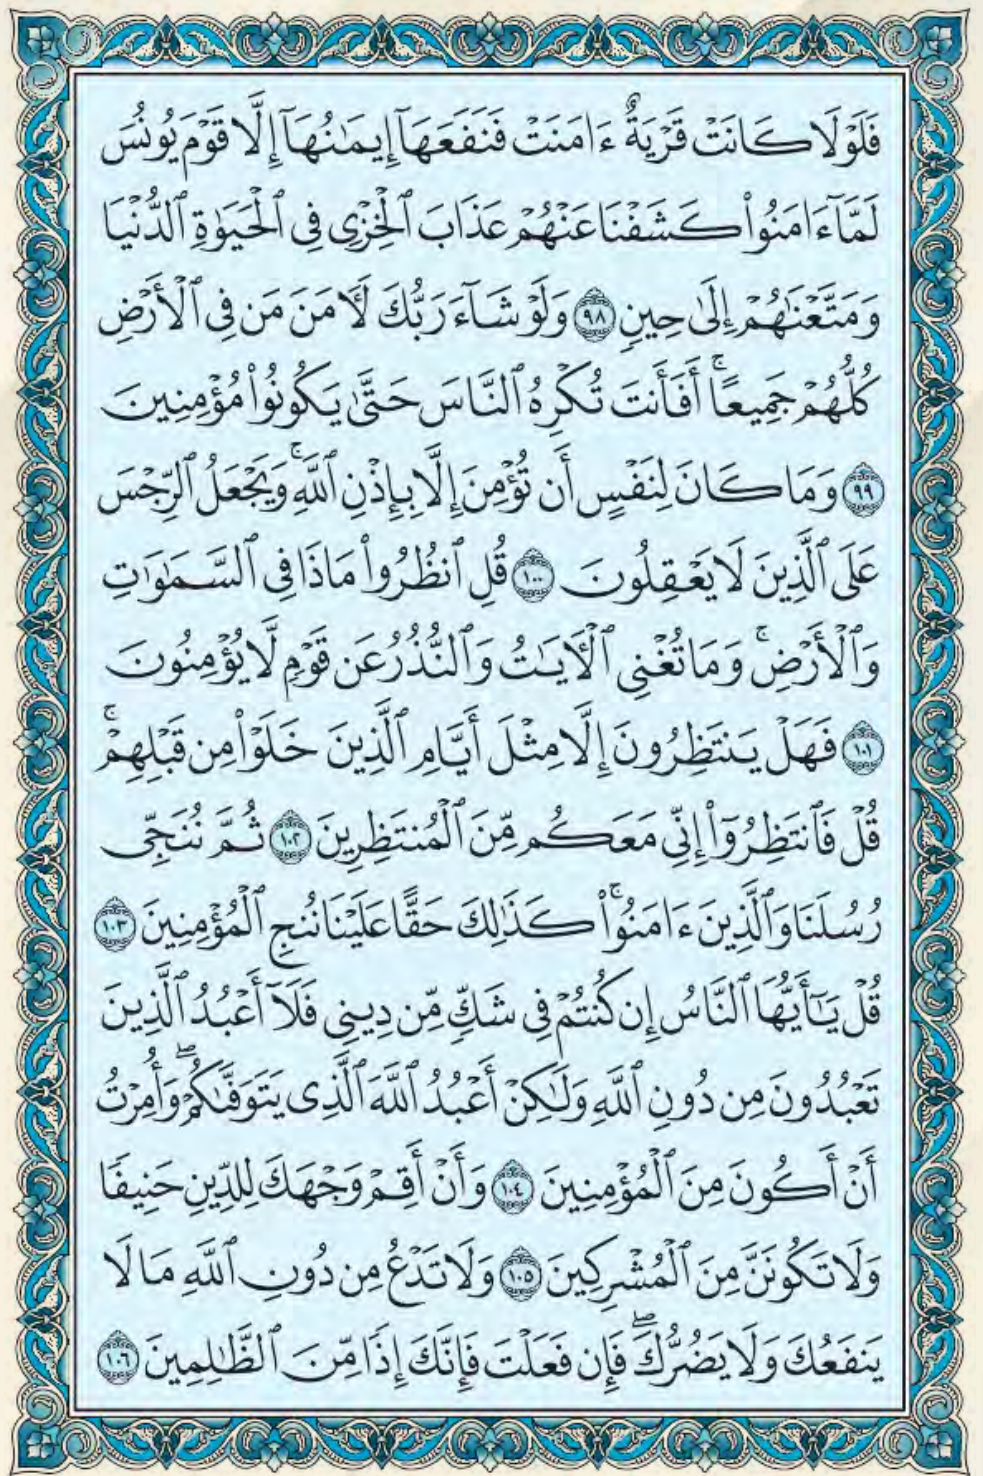 فَلَوْلَا كَانَتْ قَرْيَةٌ ءَامَنَتْ فَنَفَعَهَآ إِيمَٰنُهَآ إِلَّا قَوْمَ يُونُسَ
لَمَّآ ءَامَنُوا۟ كَشَفْنَا عَنْهُمْ عَذَابَ ٱلْخِزْىِ فِى ٱلْحَيَوٰةِ ٱلدُّنْيَا
وَمَتَّعْنَٰهُمْ إِلَىٰ حِينٍ ٩٨ وَلَوْ شَآءَ رَبُّكَ لَءَامَنَ مَن فِى ٱلْأَرْضِ
كُلُّهُمْ جَمِيعًا ۚ أَفَأَنتَ تُكْرِهُ ٱلنَّاسَ حَتَّىٰ يَكُونُوا۟ مُؤْمِنِينَ
٩٩ وَمَا كَانَ لِنَفْسٍ أَن تُؤْمِنَ إِلَّا بِإِذْنِ ٱللَّهِ ۚ وَيَجْعَلُ ٱلرِّجْسَ
عَلَى ٱلَّذِينَ لَا يَعْقِلُونَ ١٠٠ قُلِ ٱنظُرُوا۟ مَاذَا فِى ٱلسَّمَٰوَٰتِ
وَٱلْأَرْضِ ۚ وَمَا تُغْنِى ٱلْءَايَٰتُ وَٱلنُّذُرُ عَن قَوْمٍ لَّا يُؤْمِنُونَ
١٠١ فَهَلْ يَنتَظِرُونَ إِلَّا مِثْلَ أَيَّامِ ٱلَّذِينَ خَلَوْا۟ مِن قَبْلِهِمْ ۚ
قُلْ فَٱنتَظِرُوٓا۟ إِنِّى مَعَكُم مِّنَ ٱلْمُنتَظِرِينَ ١٠٢ ثُمَّ نُنَجِّى
رُسُلَنَا وَٱلَّذِينَ ءَامَنُوا۟ ۚ كَذَٰلِكَ حَقًّا عَلَيْنَا نُنجِ ٱلْمُؤْمِنِينَ ١٠٣
قُلْ يَٰٓأَيُّهَا ٱلنَّاسُ إِن كُنتُمْ فِى شَكٍّ مِّن دِينِى فَلَآ أَعْبُدُ ٱلَّذِينَ
تَعْبُدُونَ مِن دُونِ ٱللَّهِ وَلَٰكِنْ أَعْبُدُ ٱللَّهَ ٱلَّذِى يَتَوَفَّىٰكُمْ ۖ وَأُمِرْتُ
أَنْ أَكُونَ مِنَ ٱلْمُؤْمِنِينَ ١٠٤ وَأَنْ أَقِمْ وَجْهَكَ لِلدِّينِ حَنِيفًا
وَلَا تَكُونَنَّ مِنَ ٱلْمُشْرِكِينَ ١٠٥ وَلَا تَدْعُ مِن دُونِ ٱللَّهِ مَا لَا
يَنفَعُكَ وَلَا يَضُرُّكَ ۖ فَإِن فَعَلْتَ فَإِنَّكَ إِذًا مِّنَ ٱلظَّٰلِمِينَ ١٠٦